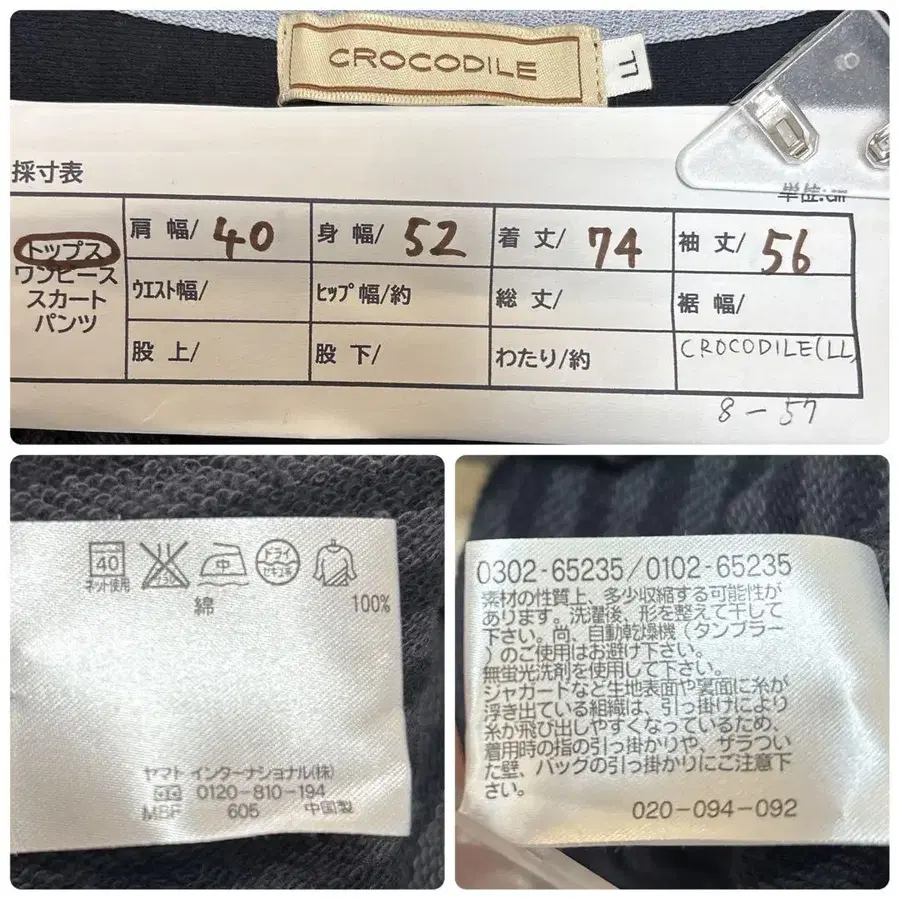 CROCODILE
LL
採寸表
単位:cm
トップス
ワンピース
スカート
パンツ
肩 幅/ 40
身 幅/ 52
着 丈/ 74
袖 丈/ 56
ウエスト幅/
ヒップ幅/約
総 丈/
裾 幅/
股 上/
股 下/
わたり/約
CROCODILE(LL)
8-57
40
ネット使用
中
ドライ
セキユ系
綿 100%
ヤマト インターナショナル(株)
0120-810-194
MBF 605 中国製
0302-65235/0102-65235
素材の性質上、多少収縮する可能性が
あります。洗濯後、形を整えて干して
下さい。尚、自動乾燥機(タンブラー
)のご使用はお避け下さい。
無蛍光洗剤を使用して下さい。
ジャガードなど生地表面や裏面に糸が
浮き出ている組織は、引っ掛けにより
糸が飛び出しやすくなっているため、
着用時の指の引っ掛かりや、ザラつい
た壁、バッグの引っ掛かりにご注意下
さい。
020-094-092